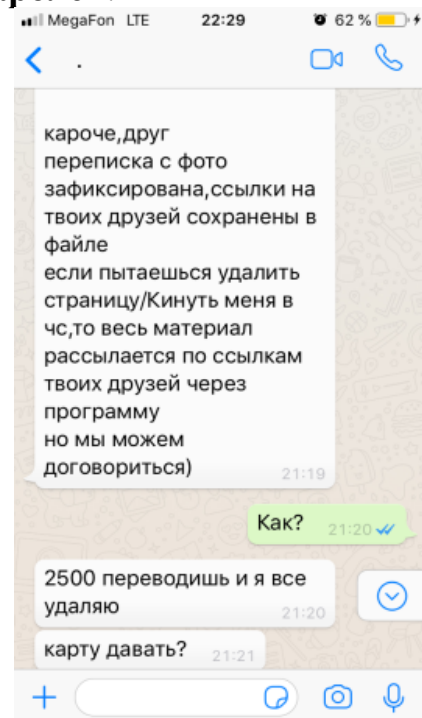 MegaFon LTE 22:29 62 %
.
кароче,друг
переписка с фото
зафиксирована,ссылки на
твоих друзей сохранены в
файле
если пытаешься удалить
страницу/Кинуть меня в
чс,то весь материал
рассылается по ссылкам
твоих друзей через
программу
но мы можем
договориться)
21:19
Как? 21:20
2500 переводишь и я все
удаляю
21:20
карту давать? 21:21